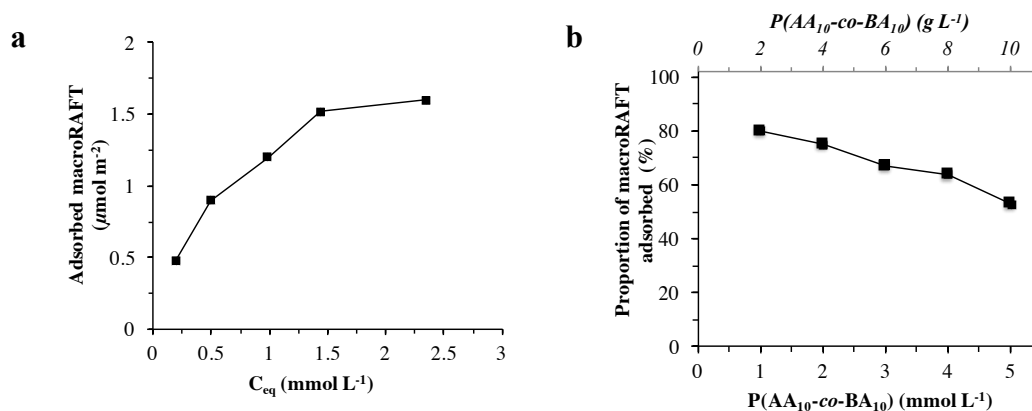 a
Adsorbed macroRAFT
(µmol m⁻²)
2
1.5
1
0.5
0
0 0.5 1 1.5 2 2.5 3
C_eq (mmol L⁻¹)
b
P(AA₁₀-co-BA₁₀) (g L⁻¹)
0 2 4 6 8 10
Proportion of macroRAFT
adsorbed (%)
100
80
60
40
20
0
0 1 2 3 4 5
P(AA₁₀-co-BA₁₀) (mmol L⁻¹)